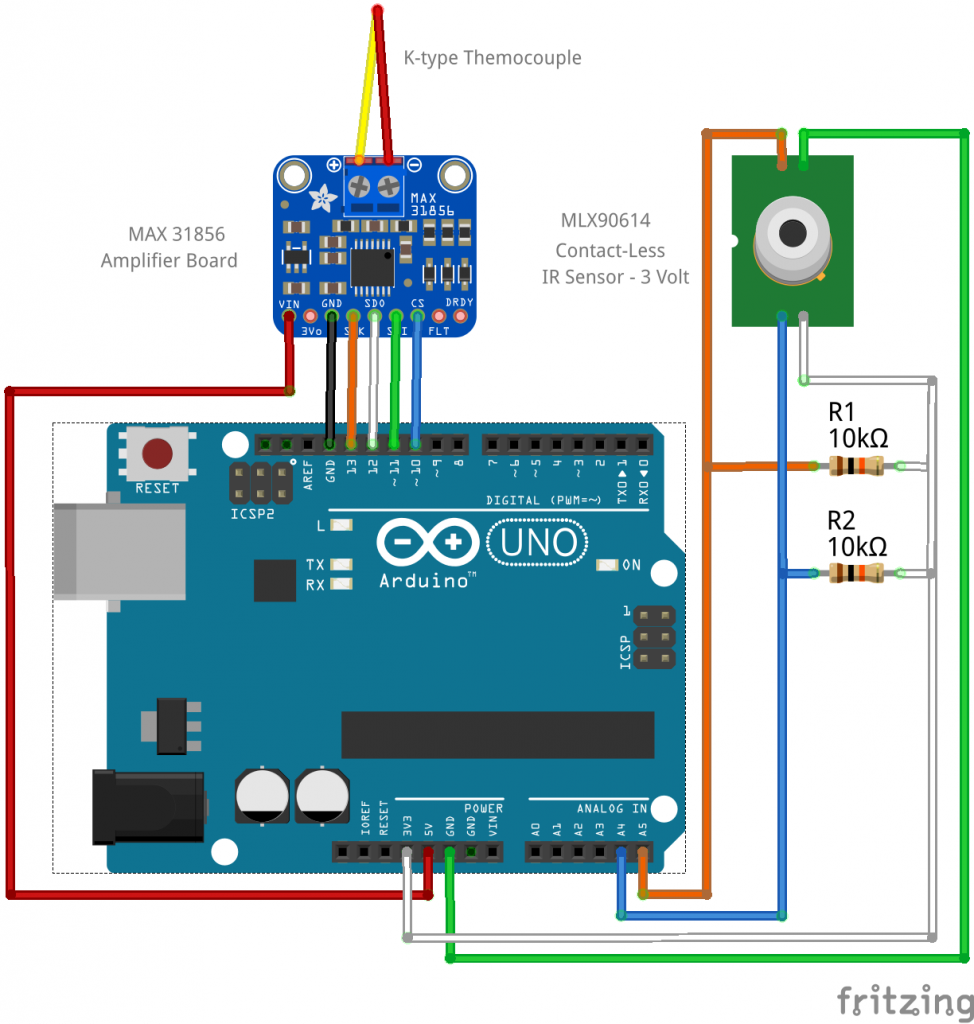 K-type Themocouple
MAX
31856
MAX 31856
Amplifier Board
MLX90614
Contact-Less
IR Sensor - 3 Volt
VIN GND SDO CS DRDY
3Vo SCK SDI FLT
R1
10kΩ
R2
10kΩ
RESET
ICSP2
AREF
GND
13
12
~11
~10
~9
8
7
~6
~5
4
~3
2
TXO▶1
RXO◀0
DIGITAL (PWM=~)
L
TX
RX
UNO
Arduino™
ON
1
ICSP
IOREF
RESET
3V3
5V
GND
GND
VIN
POWER
ANALOG IN
A0
A1
A2
A3
A4
A5
fritzing